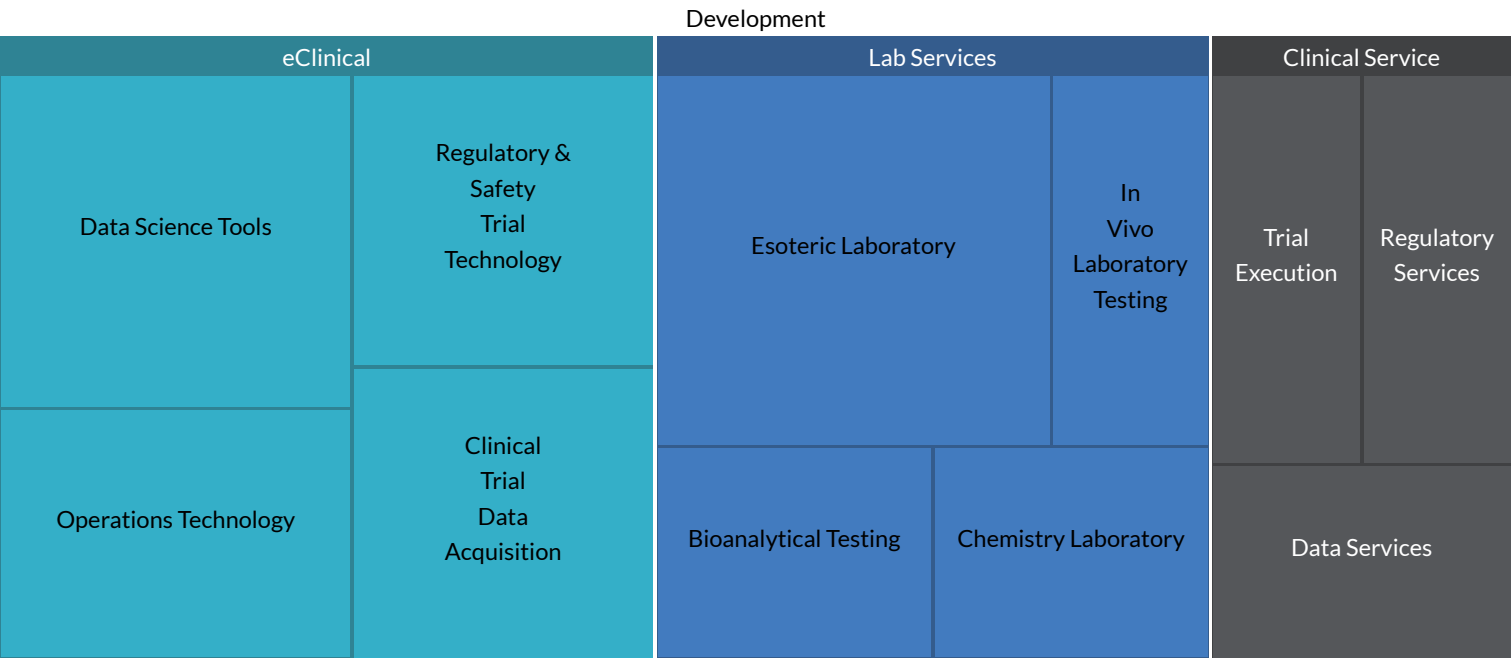 Development
eClinical
Data Science Tools
Regulatory &
Safety
Trial
Technology
Operations Technology
Clinical
Trial
Data
Acquisition
Lab Services
Esoteric Laboratory
In
Vivo
Laboratory
Testing
Bioanalytical Testing
Chemistry Laboratory
Clinical Service
Trial
Execution
Regulatory
Services
Data Services